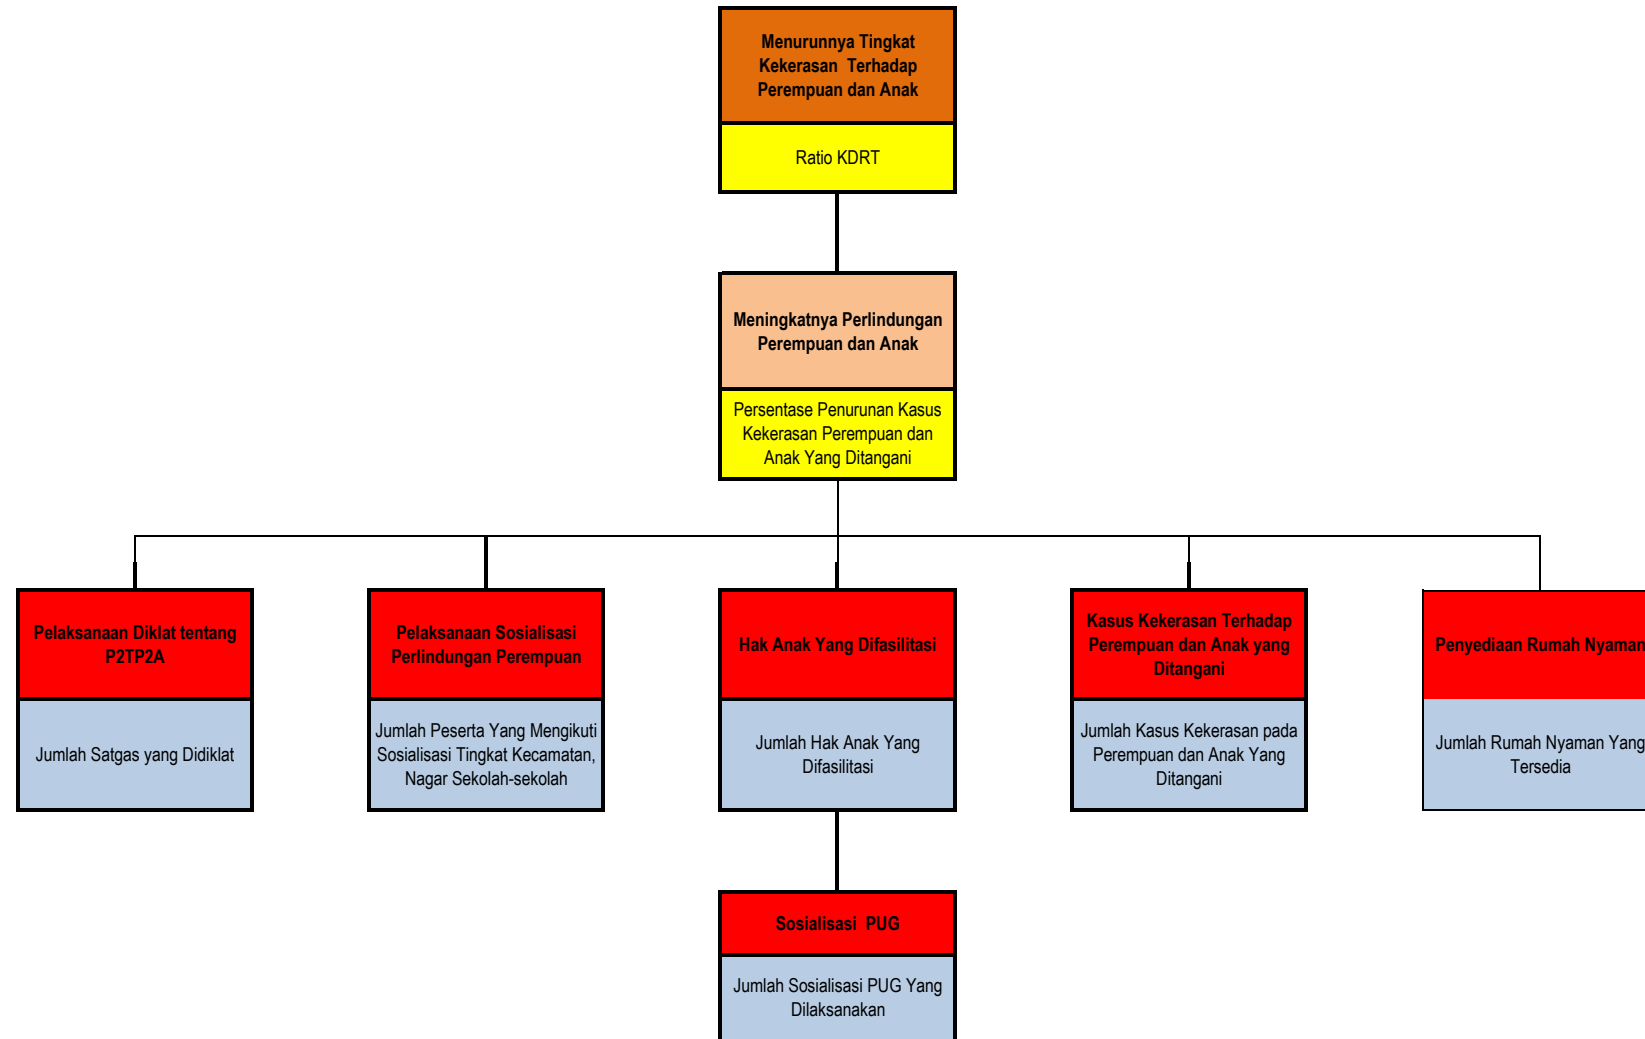 Menurunnya Tingkat
Kekerasan Terhadap
Perempuan dan Anak
Ratio KDRT
Meningkatnya Perlindungan
Perempuan dan Anak
Persentase Penurunan Kasus
Kekerasan Perempuan dan
Anak Yang Ditangani
Pelaksanaan Diklat tentang
P2TP2A
Jumlah Satgas yang Didiklat
Pelaksanaan Sosialisasi
Perlindungan Perempuan
Jumlah Peserta Yang Mengikuti
Sosialisasi Tingkat Kecamatan,
Nagar Sekolah-sekolah
Hak Anak Yang Difasilitasi
Jumlah Hak Anak Yang
Difasilitasi
Kasus Kekerasan Terhadap
Perempuan dan Anak yang
Ditangani
Jumlah Kasus Kekerasan pada
Perempuan dan Anak Yang
Ditangani
Penyediaan Rumah Nyaman
Jumlah Rumah Nyaman Yang
Tersedia
Sosialisasi PUG
Jumlah Sosialisasi PUG Yang
Dilaksanakan